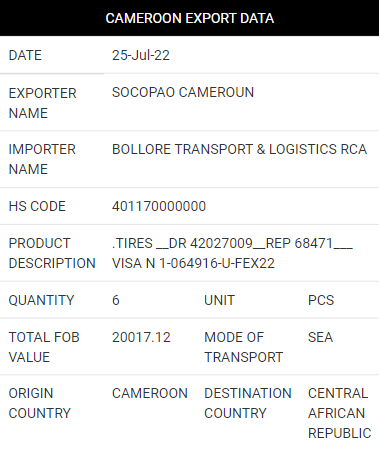 CAMEROON EXPORT DATA
DATE 25-Jul-22
EXPORTER NAME SOCOPAO CAMEROUN
IMPORTER NAME BOLLORE TRANSPORT & LOGISTICS RCA
HS CODE 401170000000
PRODUCT DESCRIPTION .TIRES __DR 42027009__REP 68471___
VISA N 1-064916-U-FEX22
QUANTITY 6 UNIT PCS
TOTAL FOB VALUE 20017.12 MODE OF TRANSPORT SEA
ORIGIN COUNTRY CAMEROON DESTINATION COUNTRY CENTRAL AFRICAN REPUBLIC